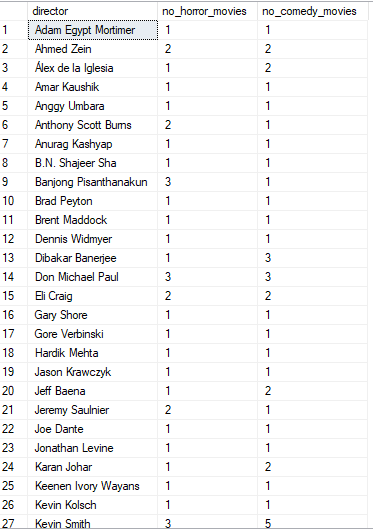 director no_horror_movies no_comedy_movies
1 Adam Egypt Mortimer 1 1
2 Ahmed Zein 2 2
3 Álex de la Iglesia 1 2
4 Amar Kaushik 1 1
5 Anggy Umbara 1 1
6 Anthony Scott Burns 2 1
7 Anurag Kashyap 1 1
8 B.N. Shajeer Sha 1 1
9 Banjong Pisanthanakun 3 1
10 Brad Peyton 1 1
11 Brent Maddock 1 1
12 Dennis Widmyer 1 1
13 Dibakar Banerjee 1 3
14 Don Michael Paul 3 3
15 Eli Craig 2 2
16 Gary Shore 1 1
17 Gore Verbinski 1 1
18 Hardik Mehta 1 1
19 Jason Krawczyk 1 1
20 Jeff Baena 1 2
21 Jeremy Saulnier 2 1
22 Joe Dante 1 1
23 Jonathan Levine 1 1
24 Karan Johar 1 2
25 Keenen Ivory Wayans 1 1
26 Kevin Kolsch 1 1
27 Kevin Smith 3 5